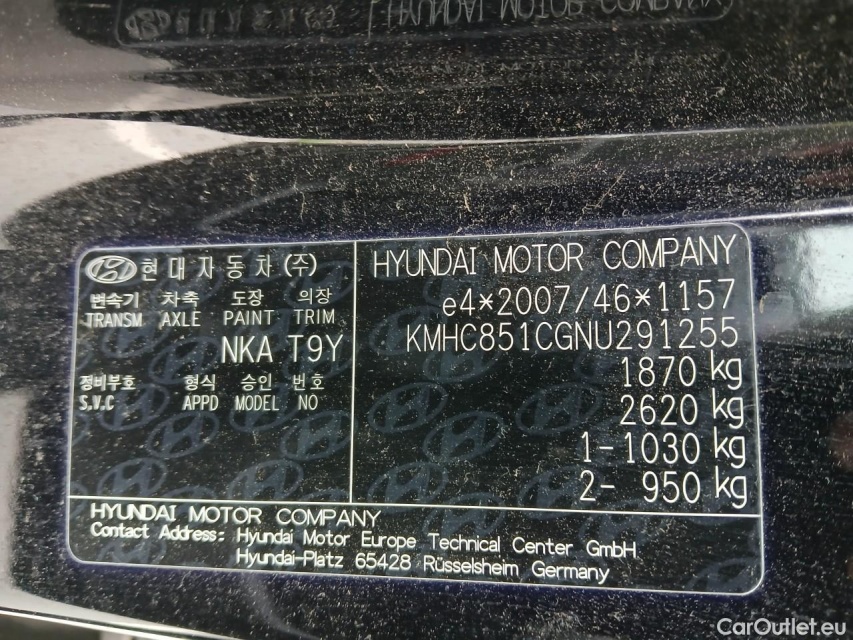 현대자동차 (주)
변속기 차축 도장 의장
TRANSM AXLE PAINT TRIM
NKA T9Y
정비부호 형식 승인 번호
S.V.C APPD MODEL NO
HYUNDAI MOTOR COMPANY
e4*2007/46*1157
KMHC851CGNU291255
1870 kg
2620 kg
1- 1030 kg
2- 950 kg
HYUNDAI MOTOR COMPANY
Contact Address: Hyundai Motor Europe Technical Center GmbH
Hyundai-Platz 65428 Rüsselsheim Germany
CarOutlet.eu